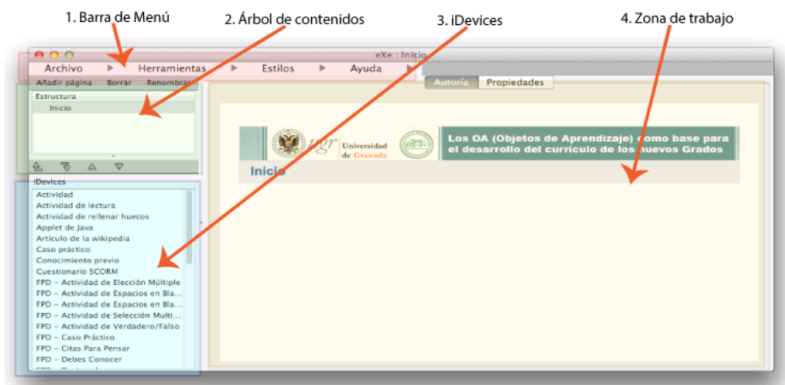 1. Barra de Menú
2. Árbol de contenidos
3. iDevices
4. Zona de trabajo
eXe : Inicio
Archivo
Herramientas
Estilos
Ayuda
Añadir página Borrar Renombrar
Autoría Propiedades
Estructura
Inicio
ugr Universidad de Granada
Los OA (Objetos de Aprendizaje) como base para
el desarrollo del currículo de los nuevos Grados
Inicio
iDevices
Actividad
Actividad de lectura
Actividad de rellenar huecos
Applet de Java
Artículo de la wikipedia
Caso práctico
Conocimiento previo
Cuestionario SCORM
FPD - Actividad de Elección Múltiple
FPD - Actividad de Espacios en Bla...
FPD - Actividad de Espacios en Bla...
FPD - Actividad de Selección Multi...
FPD - Actividad de Verdadero/Falso
FPD - Caso Práctico
FPD - Citas Para Pensar
FPD - Debes Conocer